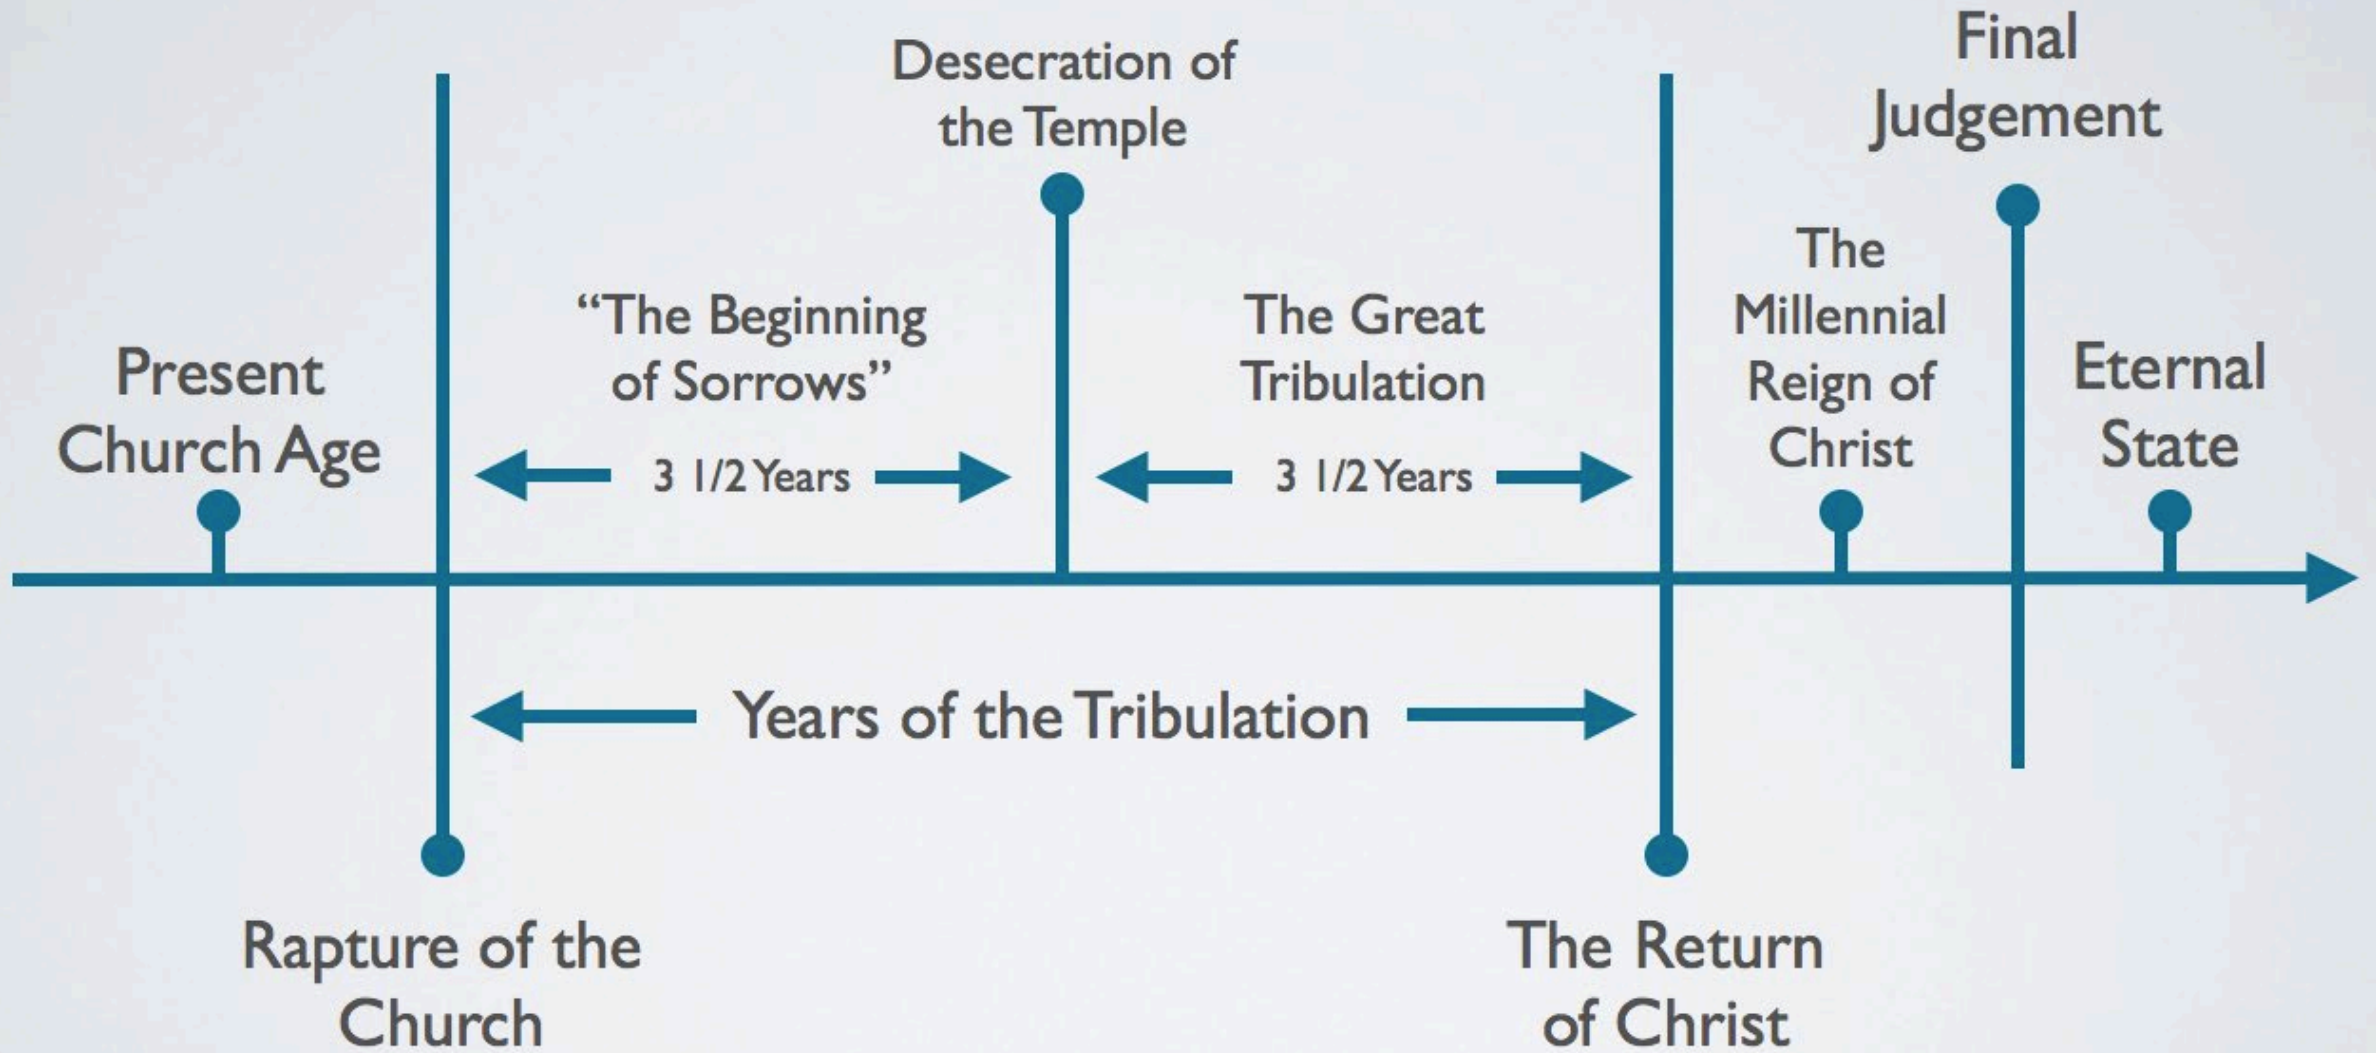 Present
Church Age
“The Beginning
of Sorrows”
3 1/2 Years
Desecration of
the Temple
The Great
Tribulation
3 1/2 Years
The
Millennial
Reign of
Christ
Final
Judgement
Eternal
State
Years of the Tribulation
Rapture of the
Church
The Return
of Christ